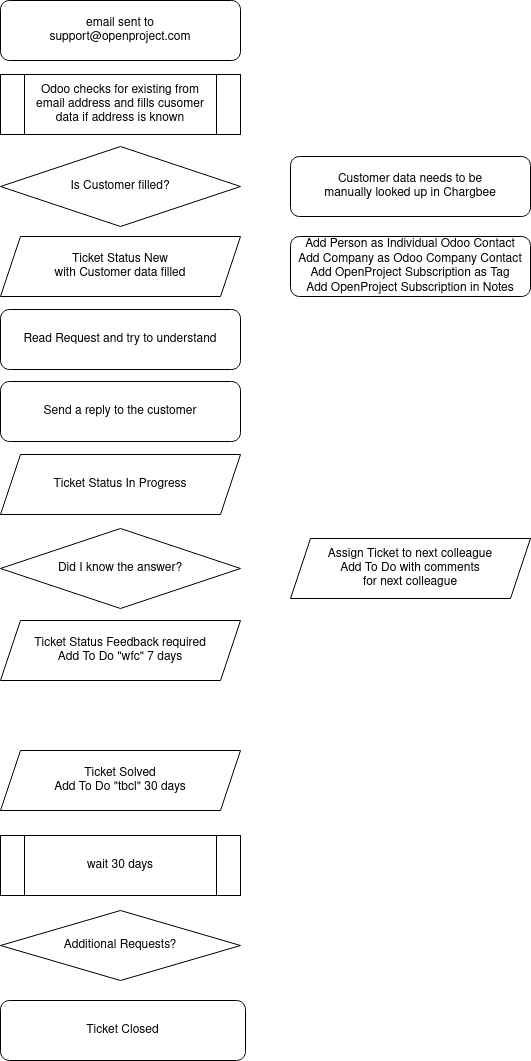 email sent to
support@openproject.com
Odoo checks for existing from
email address and fills cusomer
data if address is known
Is Customer filled?
Customer data needs to be
manually looked up in Chargbee
Ticket Status New
with Customer data filled
Add Person as Individual Odoo Contact
Add Company as Odoo Company Contact
Add OpenProject Subscription as Tag
Add OpenProject Subscription in Notes
Read Request and try to understand
Send a reply to the customer
Ticket Status In Progress
Did I know the answer?
Assign Ticket to next colleague
Add To Do with comments
for next colleague
Ticket Status Feedback required
Add To Do "wfc" 7 days
Ticket Solved
Add To Do "tbcl" 30 days
wait 30 days
Additional Requests?
Ticket Closed